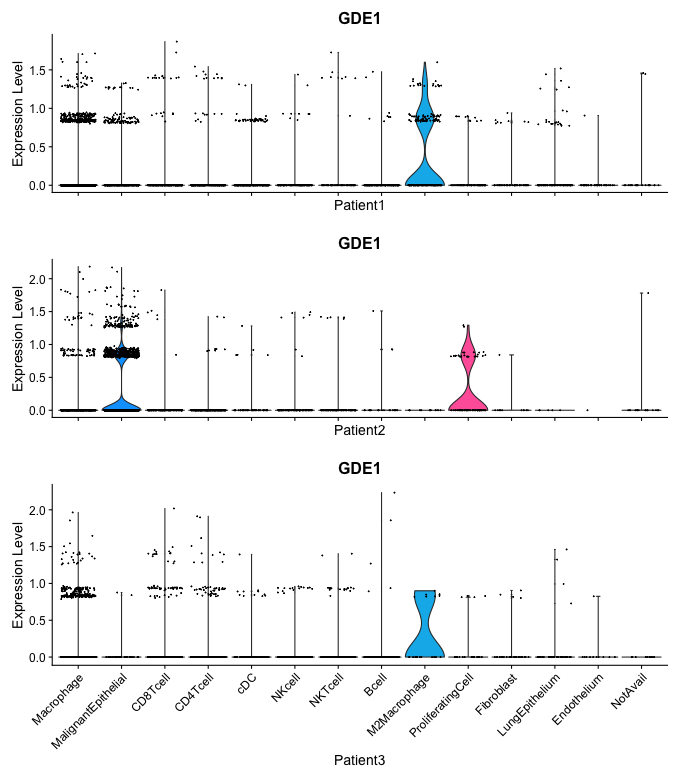 GDE1
Expression Level
1.5
1.0
0.5
0.0
Patient1
GDE1
Expression Level
2.0
1.5
1.0
0.5
0.0
Patient2
GDE1
Expression Level
2.0
1.5
1.0
0.5
0.0
Macrophage
MalignantEpithelial
CD8Tcell
CD4Tcell
cDC
NKcell
NKTcell
Bcell
M2Macrophage
ProliferatingCell
Fibroblast
LungEpithelium
Endothelium
NotAvail
Patient3